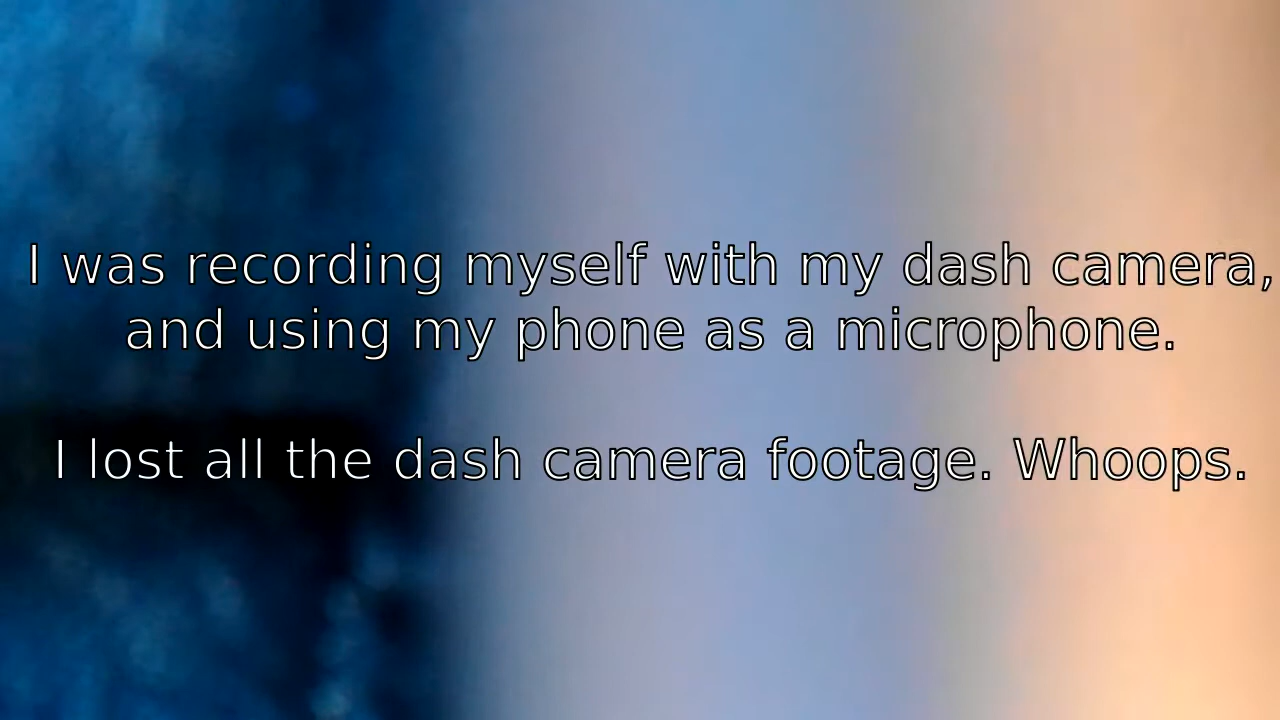 I was recording myself with my dash camera,
and using my phone as a microphone.
I lost all the dash camera footage. Whoops.